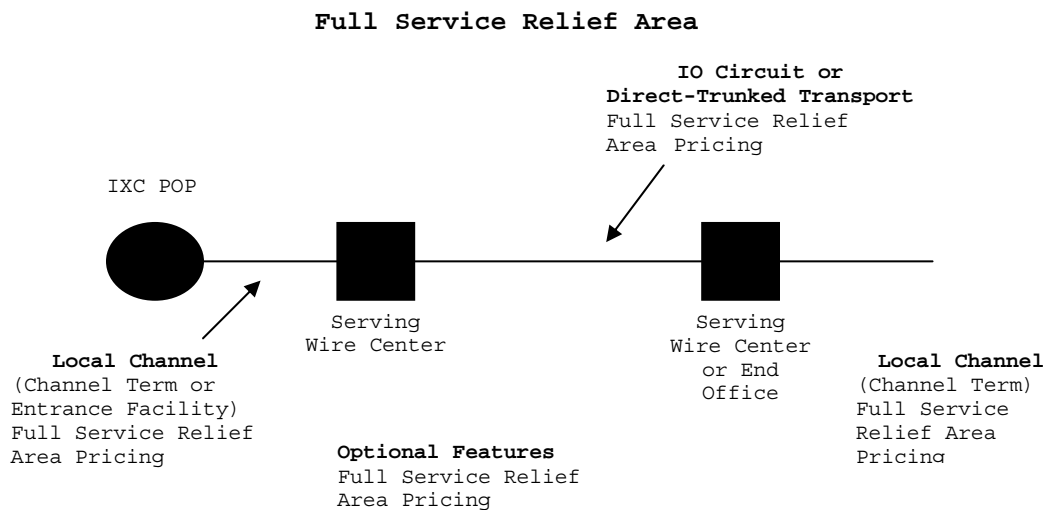 Full Service Relief Area
IO Circuit or
Direct-Trunked Transport
Full Service Relief
Area Pricing
IXC POP
Serving
Wire Center
Serving
Wire Center
or End
Office
Local Channel
(Channel Term or
Entrance Facility)
Full Service Relief
Area Pricing
Local Channel
(Channel Term)
Full Service
Relief Area
Pricing
Optional Features
Full Service Relief
Area Pricing